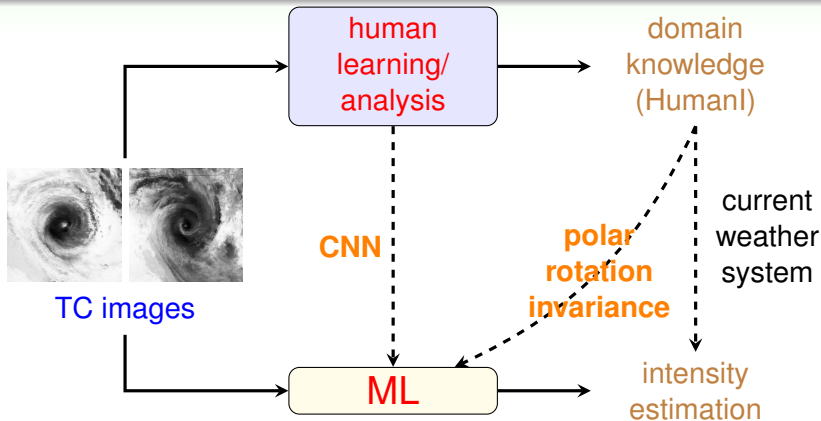 human
learning/
analysis
domain
knowledge
(HumanI)
TC images
CNN
polar
rotation
invariance
current
weather
system
ML
intensity
estimation